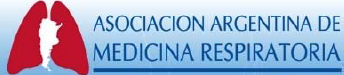 ASOCIACION ARGENTINA DE
MEDICINA RESPIRATORIA